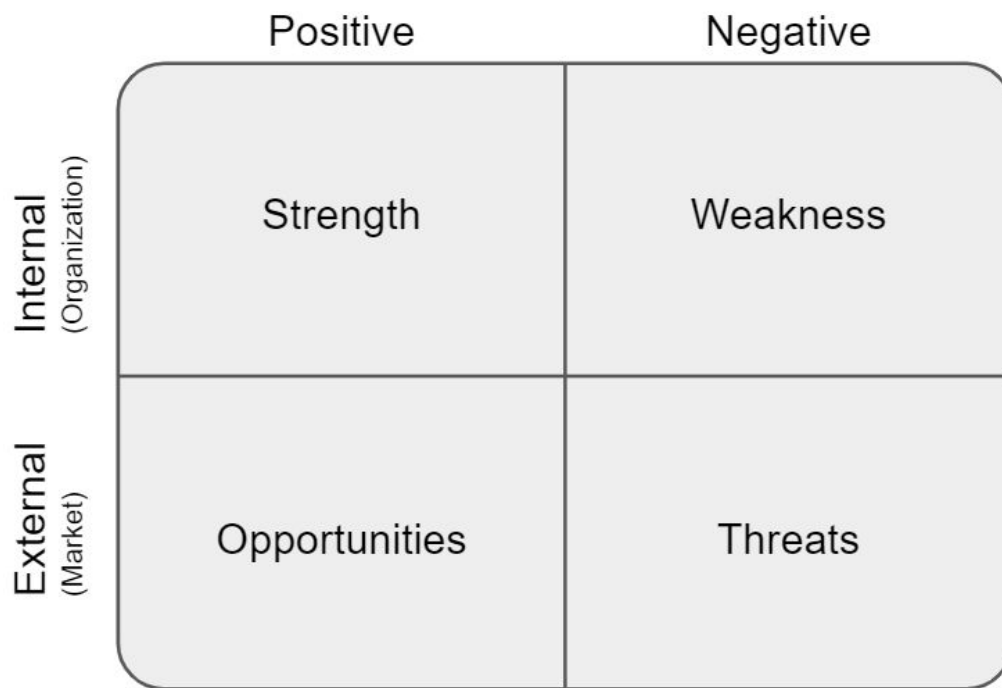 Positive
Negative
Internal
(Organization)
Strength
Weakness
External
(Market)
Opportunities
Threats